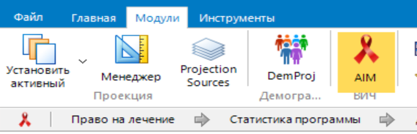 Файл Главная Модули Инструменты
Установить активный Менеджер Projection Sources DemProj AIM
Проекция Демогра... ВИЧ
Право на лечение Статистика программы